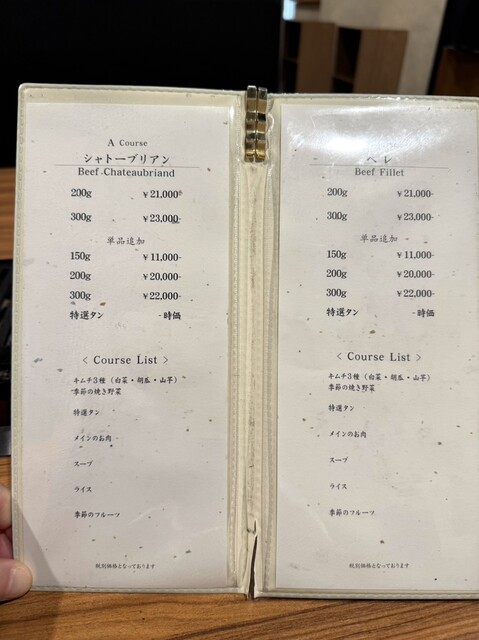 A Course
シャトーブリアン
Beef Chateaubriand
200g ￥21,000-
300g ￥23,000-
単品追加
150g ￥11,000-
200g ￥20,000-
300g ￥22,000-
特選タン -時価
< Course List >
キムチ3種（白菜・胡瓜・山芋）
季節の焼き野菜
特選タン
メインのお肉
スープ
ライス
季節のフルーツ
税別価格となっております
ヘレ
Beef Fillet
200g ￥21,000-
300g ￥23,000-
単品追加
150g ￥11,000-
200g ￥20,000-
300g ￥22,000-
特選タン -時価
< Course List >
キムチ3種（白菜・胡瓜・山芋）
季節の焼き野菜
特選タン
メインのお肉
スープ
ライス
季節のフルーツ
税別価格となっております